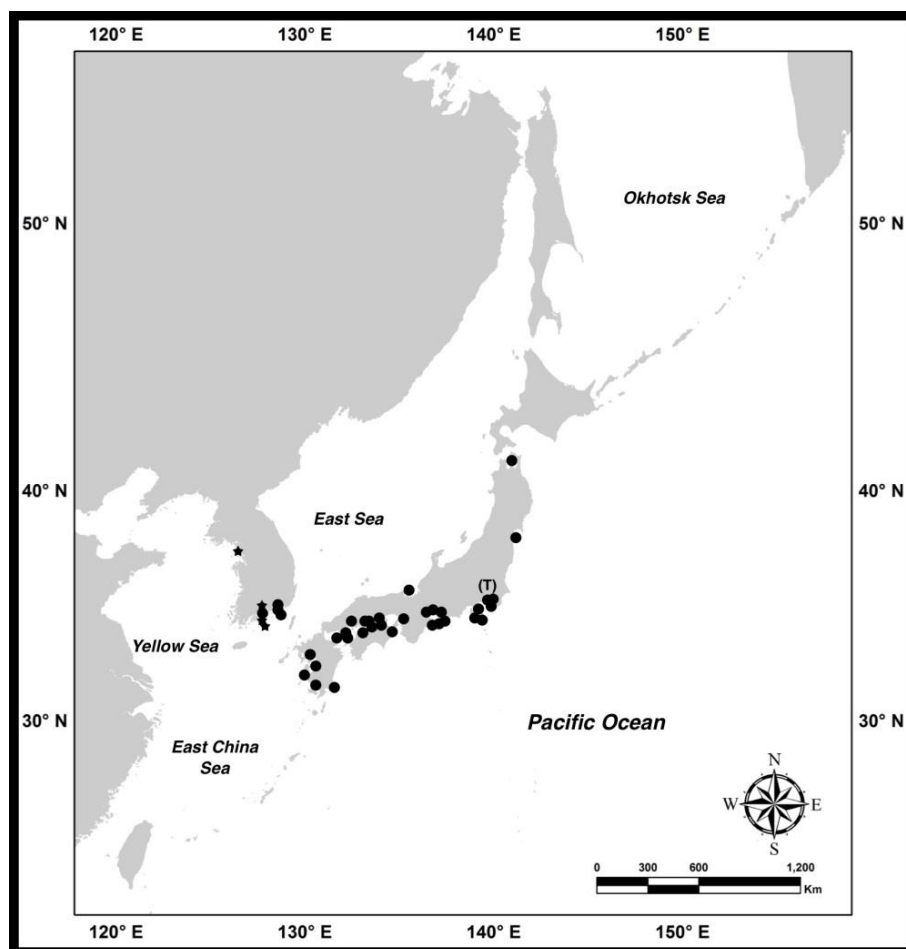 120° E 130° E 140° E 150° E
Okhotsk Sea
50° N 50° N
40° N 40° N
East Sea
(T)
Yellow Sea
30° N 30° N
Pacific Ocean
East China
Sea
N
W E
S
0 300 600 1,200
Km
120° E 130° E 140° E 150° E